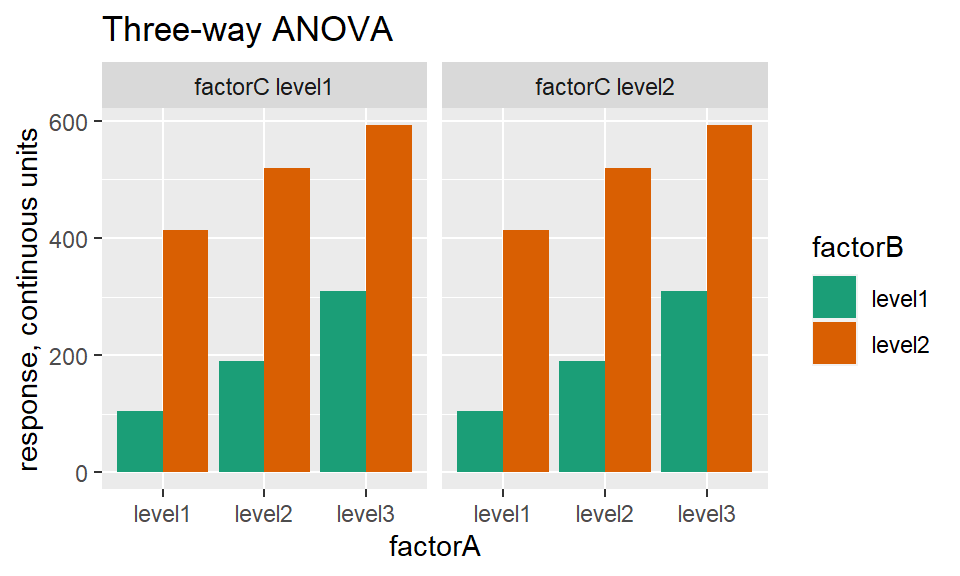 Three-way ANOVA
factorC level1
factorC level2
response, continuous units
600
400
200
0
level1 level2 level3
level1 level2 level3
factorA
factorB
level1
level2